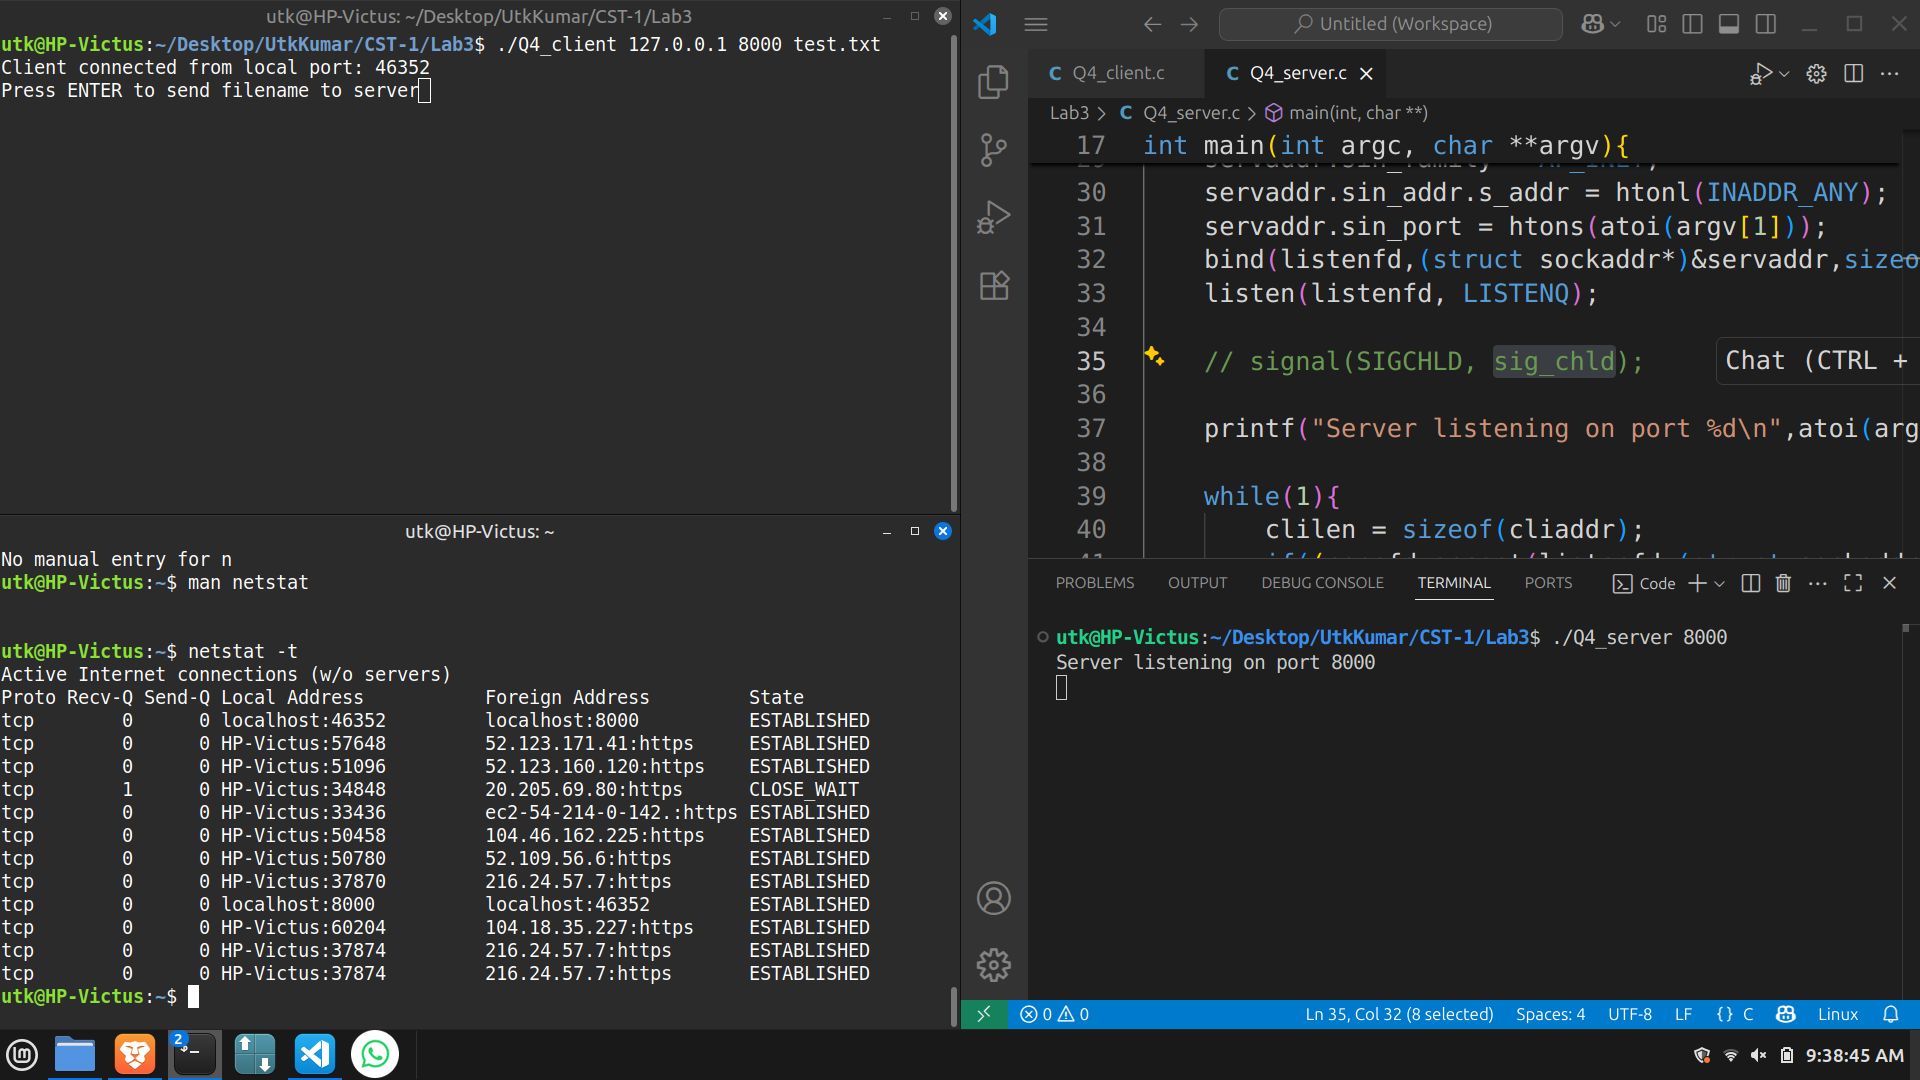 utk@HP-Victus: ~/Desktop/UtkKumar/CST-1/Lab3
utk@HP-Victus:~/Desktop/UtkKumar/CST-1/Lab3$ ./Q4_client 127.0.0.1 8000 test.txt
Client connected from local port: 46352
Press ENTER to send filename to server
utk@HP-Victus: ~
No manual entry for n
utk@HP-Victus:~$ man netstat
utk@HP-Victus:~$ netstat -t
Active Internet connections (w/o servers)
Proto Recv-Q Send-Q Local Address           Foreign Address         State
tcp        0      0 localhost:46352         localhost:8000          ESTABLISHED
tcp        0      0 HP-Victus:57648         52.123.171.41:https     ESTABLISHED
tcp        0      0 HP-Victus:51096         52.123.160.120:https    ESTABLISHED
tcp        1      0 HP-Victus:34848         20.205.69.80:https      CLOSE_WAIT
tcp        0      0 HP-Victus:33436         ec2-54-214-0-142.:https ESTABLISHED
tcp        0      0 HP-Victus:50458         104.46.162.225:https    ESTABLISHED
tcp        0      0 HP-Victus:50780         52.109.56.6:https       ESTABLISHED
tcp        0      0 HP-Victus:37870         216.24.57.7:https       ESTABLISHED
tcp        0      0 localhost:8000          localhost:46352         ESTABLISHED
tcp        0      0 HP-Victus:60204         104.18.35.227:https     ESTABLISHED
tcp        0      0 HP-Victus:37874         216.24.57.7:https       ESTABLISHED
tcp        0      0 HP-Victus:37874         216.24.57.7:https       ESTABLISHED
utk@HP-Victus:~$
Untitled (Workspace)
C Q4_client.c
C Q4_server.c
Lab3 > C Q4_server.c > main(int, char **)
17 int main(int argc, char **argv){
30 servaddr.sin_addr.s_addr = htonl(INADDR_ANY);
31 servaddr.sin_port = htons(atoi(argv[1]));
32 bind(listenfd,(struct sockaddr*)&servaddr,sizeo
33 listen(listenfd, LISTENQ);
34
35 // signal(SIGCHLD, sig_chld);
Chat (CTRL +
36
37 printf("Server listening on port %d\n",atoi(arg
38
39 while(1){
40 clilen = sizeof(cliaddr);
PROBLEMS OUTPUT DEBUG CONSOLE TERMINAL PORTS Code
utk@HP-Victus:~/Desktop/UtkKumar/CST-1/Lab3$ ./Q4_server 8000
Server listening on port 8000
0 0 Ln 35, Col 32 (8 selected) Spaces: 4 UTF-8 LF {} C Linux
2
9:38:45 AM